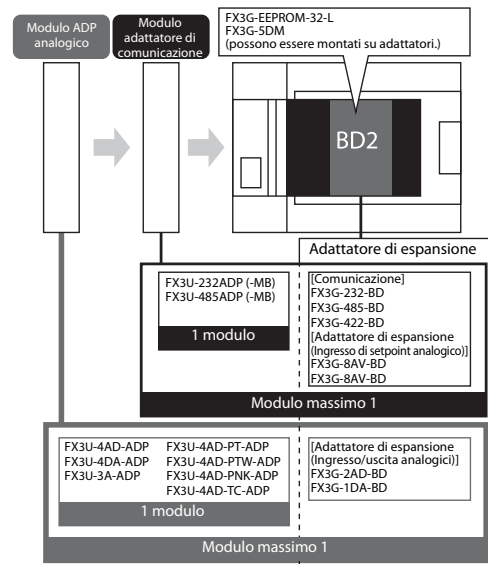 Modulo ADP
analogico
Modulo
adattatore di
comunicazione
FX3G-EEPROM-32-L
FX3G-5DM
(possono essere montati su adattatori.)
BD2
Adattatore di espansione
FX3U-232ADP (-MB)
FX3U-485ADP (-MB)
1 modulo
[Comunicazione]
FX3G-232-BD
FX3G-485-BD
FX3G-422-BD
[Adattatore di espansione
(Ingresso di setpoint analogico)]
FX3G-8AV-BD
FX3G-8AV-BD
Modulo massimo 1
FX3U-4AD-ADP
FX3U-4DA-ADP
FX3U-3A-ADP
FX3U-4AD-PT-ADP
FX3U-4AD-PTW-ADP
FX3U-4AD-PNK-ADP
FX3U-4AD-TC-ADP
1 modulo
[Adattatore di espansione
(Ingresso/uscita analogici)]
FX3G-2AD-BD
FX3G-1DA-BD
Modulo massimo 1